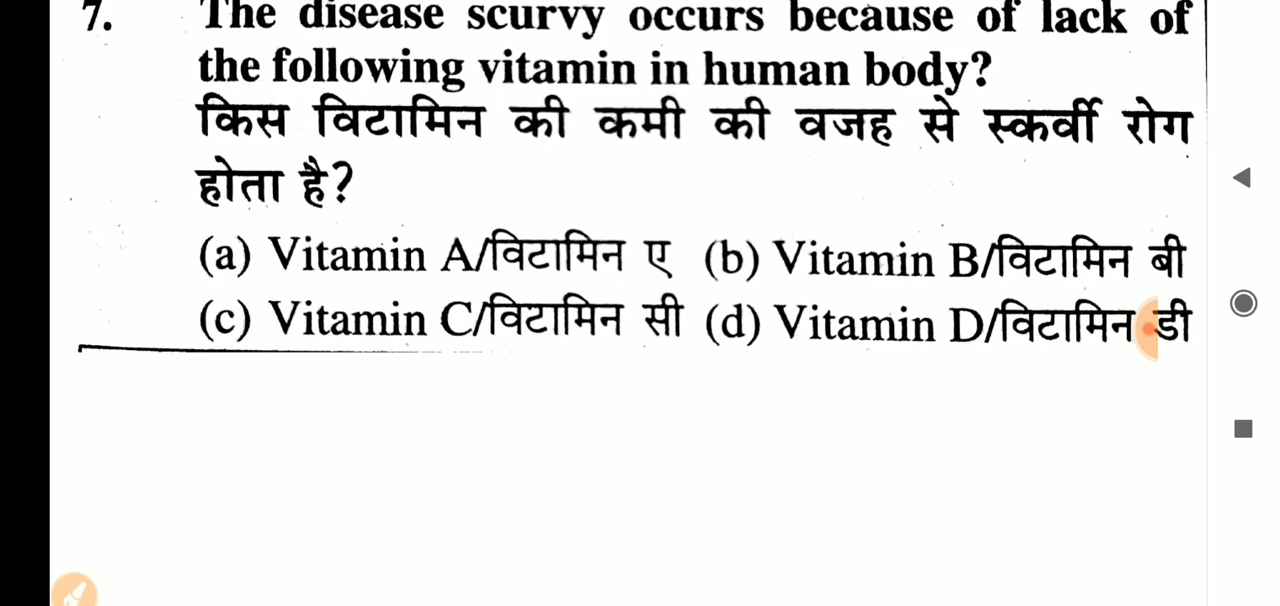 7. The disease scurvy occurs because of lack of
the following vitamin in human body?
किस विटामिन की कमी की वजह से स्कर्वी रोग
होता है?
(a) Vitamin A/विटामिन ए (b) Vitamin B/विटामिन बी
(c) Vitamin C/विटामिन सी (d) Vitamin D/विटामिन डी